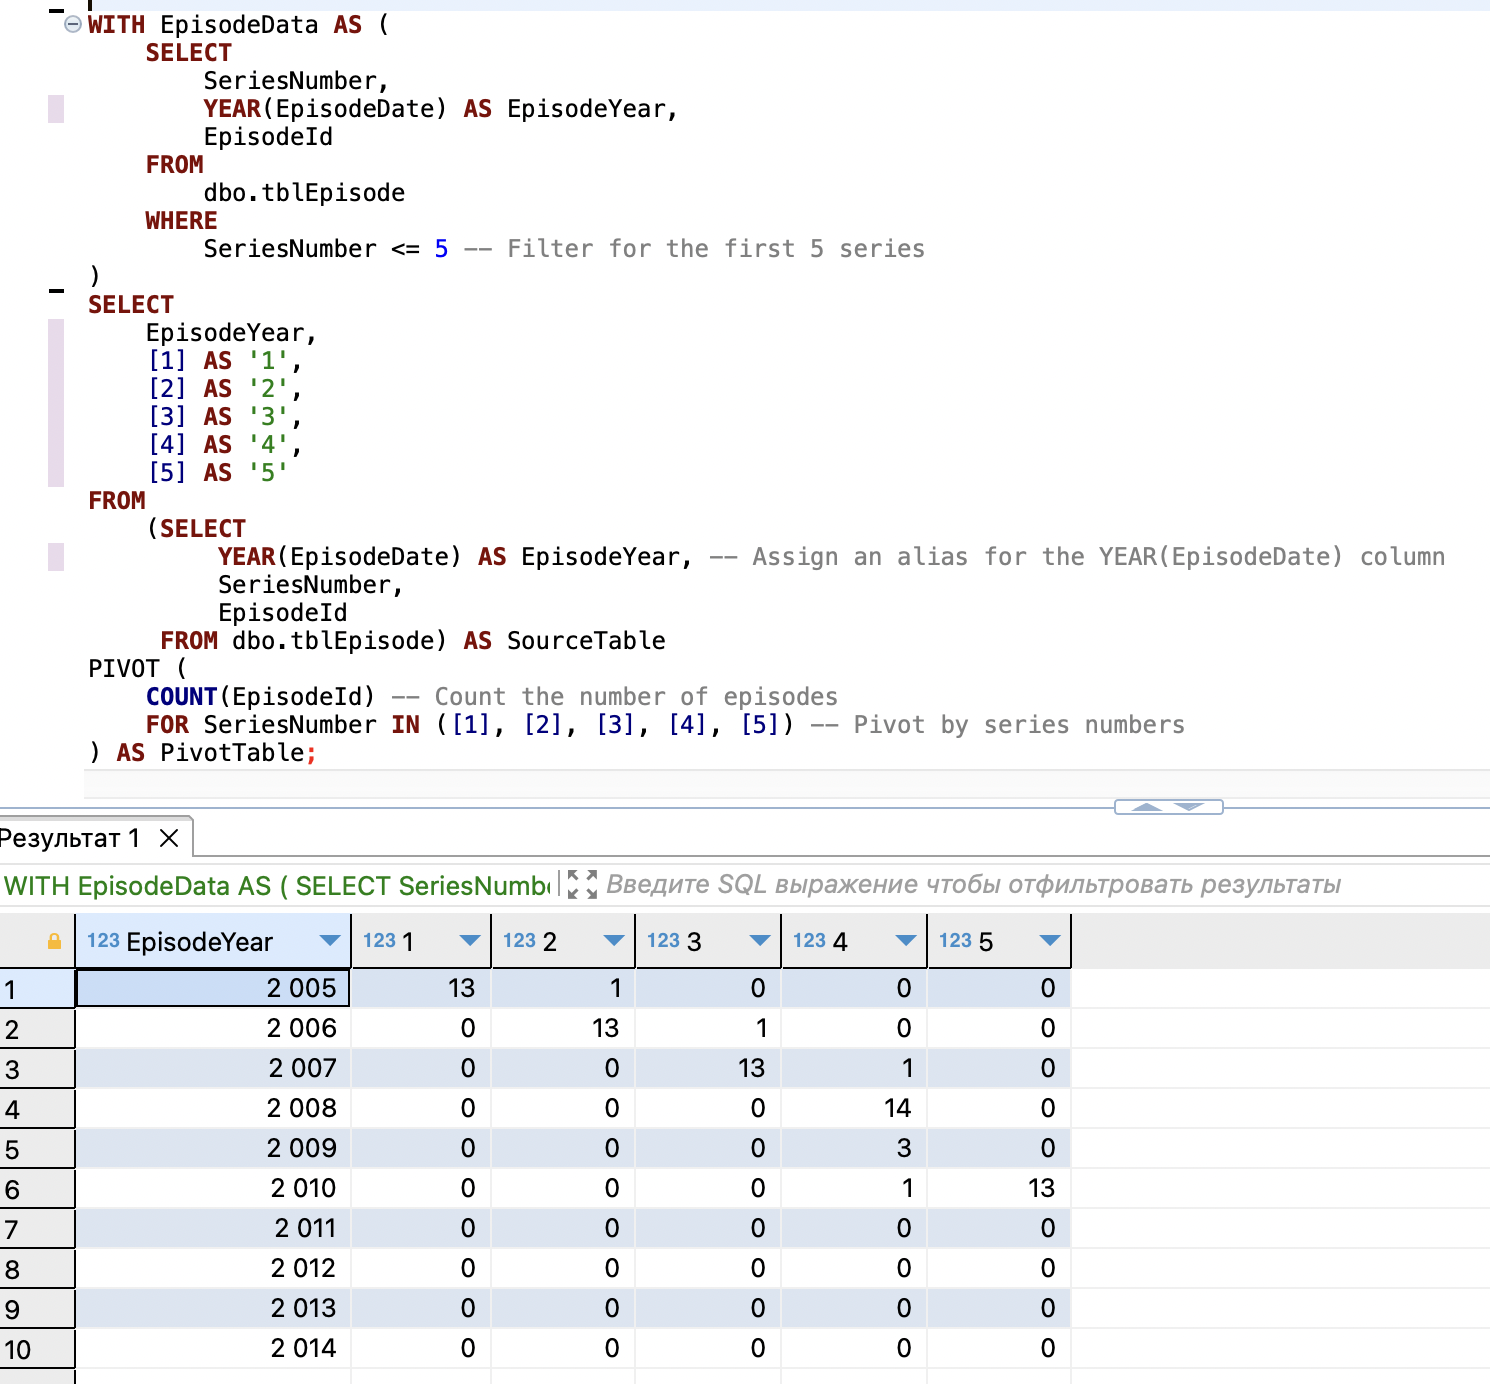 WITH EpisodeData AS (
    SELECT
        SeriesNumber,
        YEAR(EpisodeDate) AS EpisodeYear,
        EpisodeId
    FROM
        dbo.tblEpisode
    WHERE
        SeriesNumber <= 5 -- Filter for the first 5 series
)
SELECT
    EpisodeYear,
    [1] AS '1',
    [2] AS '2',
    [3] AS '3',
    [4] AS '4',
    [5] AS '5'
FROM
    (SELECT
         YEAR(EpisodeDate) AS EpisodeYear, -- Assign an alias for the YEAR(EpisodeDate) column
         SeriesNumber,
         EpisodeId
     FROM dbo.tblEpisode) AS SourceTable
PIVOT (
    COUNT(EpisodeId) -- Count the number of episodes
    FOR SeriesNumber IN ([1], [2], [3], [4], [5]) -- Pivot by series numbers
) AS PivotTable;
Результат 1
WITH EpisodeData AS ( SELECT SeriesNumbe Введите SQL выражение чтобы отфильтровать результаты
123 EpisodeYear 123 1 123 2 123 3 123 4 123 5
1 2 005 13 1 0 0 0
2 2 006 0 13 1 0 0
3 2 007 0 0 13 1 0
4 2 008 0 0 0 14 0
5 2 009 0 0 0 3 0
6 2 010 0 0 0 1 13
7 2 011 0 0 0 0 0
8 2 012 0 0 0 0 0
9 2 013 0 0 0 0 0
10 2 014 0 0 0 0 0